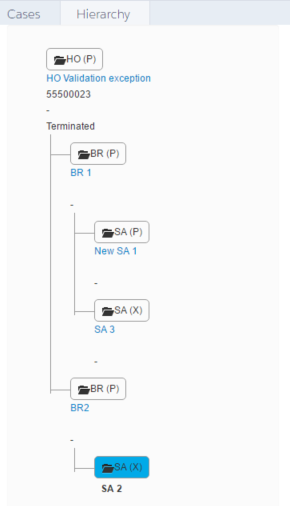 Cases Hierarchy
HO (P)
HO Validation exception
55500023
-
Terminated
BR (P)
BR 1
-
SA (P)
New SA 1
-
SA (X)
SA 3
-
BR (P)
BR2
-
SA (X)
SA 2